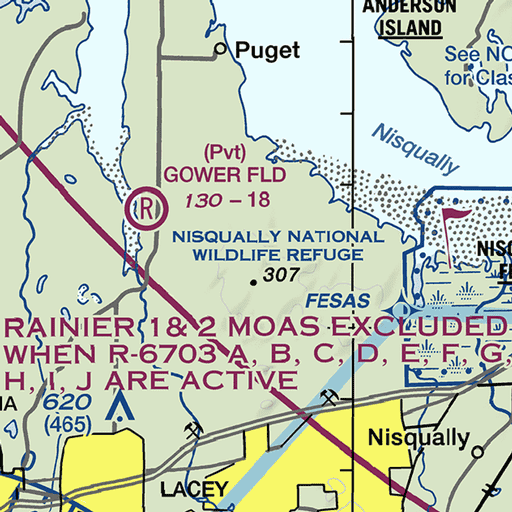 ANDERSON
ISLAND
Puget
See NO
for Clas
Nisqually
(Pvt)
GOWER FLD
130 – 18
R
NISQUALLY NATIONAL
WILDLIFE REFUGE
307
NISQ
FESAS
RAINIER 1 & 2 MOAS EXCLUDED
WHEN R-6703 A, B, C, D, E, F, G,
H, I, J ARE ACTIVE
620
(465)
Nisqually
LACEY